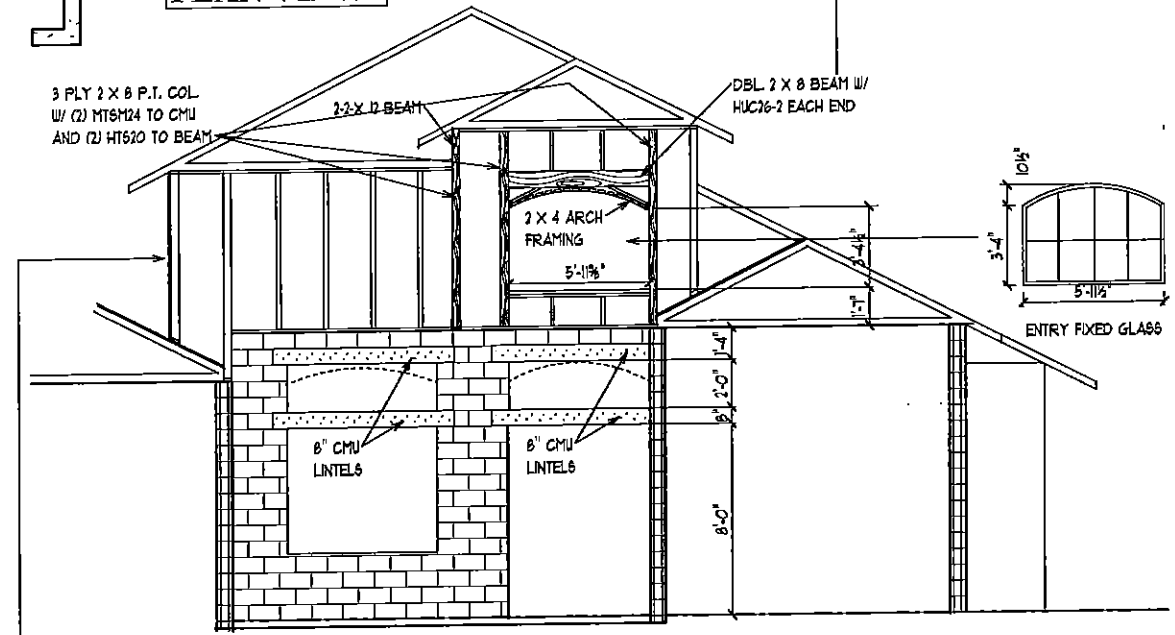 3 PLY 2 X 8 P.T. COL.
W/ (2) MTSM24 TO CMU
AND (2) HTS20 TO BEAM
2-2-X 12 BEAM
DBL. 2 X 8 BEAM W/
HUC26-2 EACH END
2 X 4 ARCH
FRAMING
5'-11⅝"
3'-4½"
1'-7"
10½"
3'-4"
5'-11½"
ENTRY FIXED GLASS
1'-4"
2'-0"
8"
8'-0"
8" CMU
LINTELS
8" CMU
LINTELS